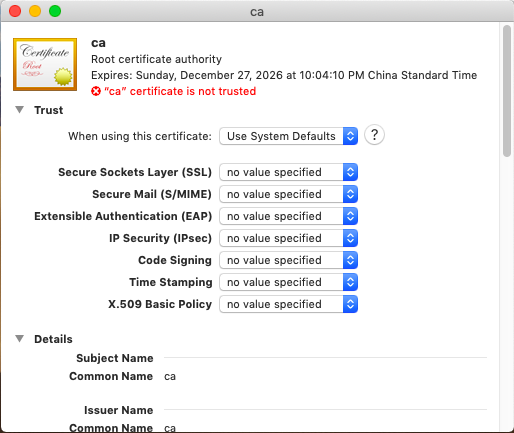 ca
Certificate
Root
ca
Root certificate authority
Expires: Sunday, December 27, 2026 at 10:04:10 PM China Standard Time
“ca” certificate is not trusted
Trust
When using this certificate: Use System Defaults ?
Secure Sockets Layer (SSL) no value specified
Secure Mail (S/MIME) no value specified
Extensible Authentication (EAP) no value specified
IP Security (IPsec) no value specified
Code Signing no value specified
Time Stamping no value specified
X.509 Basic Policy no value specified
Details
Subject Name
Common Name ca
Issuer Name
Common Name ca